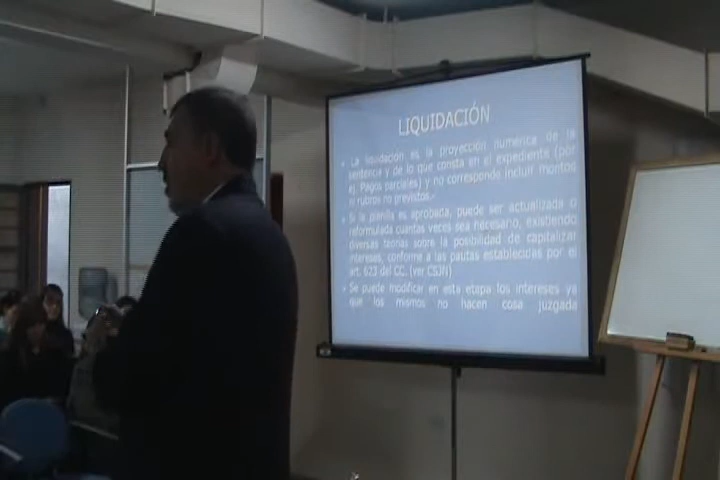 LIQUIDACIÓN
La liquidación es la proyección numérica de la
sentencia y de lo que consta en el expediente (por
ej. Pagos parciales) y no corresponde incluir montos
ni rubros no previstos.-
Si la planilla es aprobada, puede ser actualizada o
reformulada cuantas veces sea necesario, existiendo
diversas teorías sobre la posibilidad de capitalizar
intereses, conforme a las pautas establecidas por el
art. 623 del CC. (ver CSJN)
Se puede modificar en esta etapa los intereses ya
que los mismos no hacen cosa juzgada